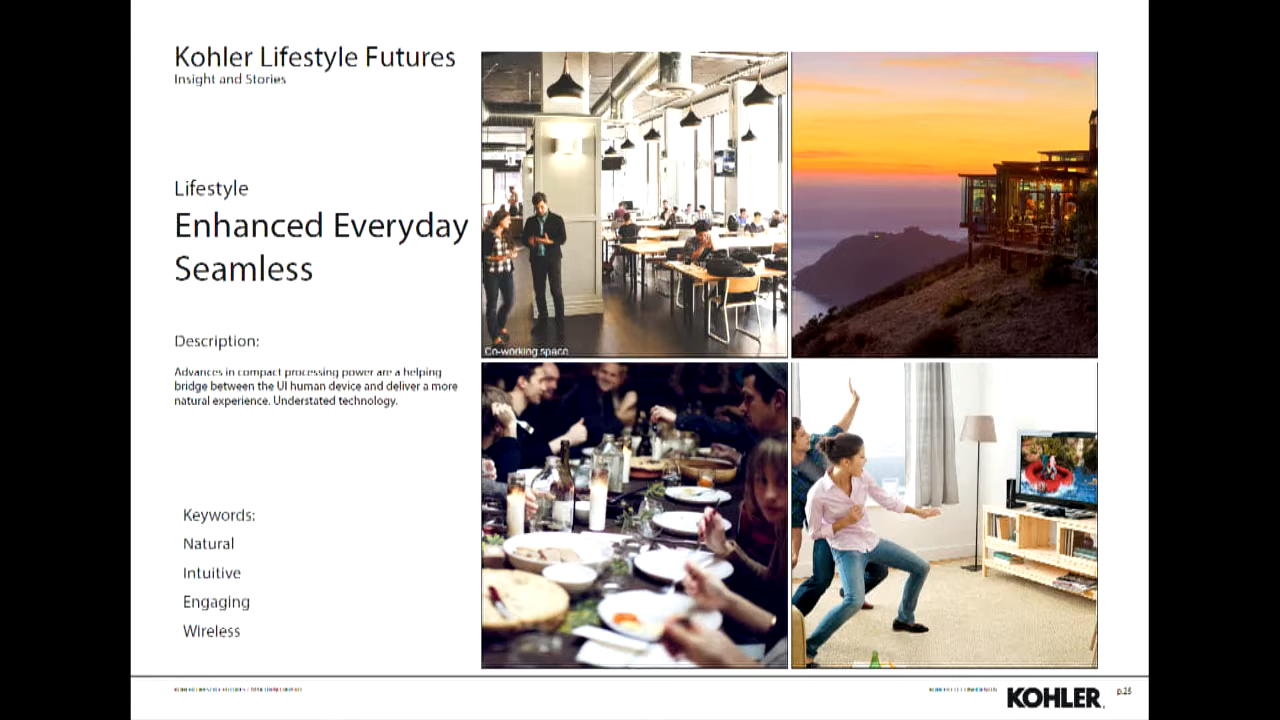 Kohler Lifestyle Futures
Insight and Stories
Lifestyle
Enhanced Everyday
Seamless
Description:
Advances in compact processing power are a helping
bridge between the UI human device and deliver a more
natural experience. Understated technology.
Keywords:
Natural
Intuitive
Engaging
Wireless
Co-working space
KOHLER
p.25